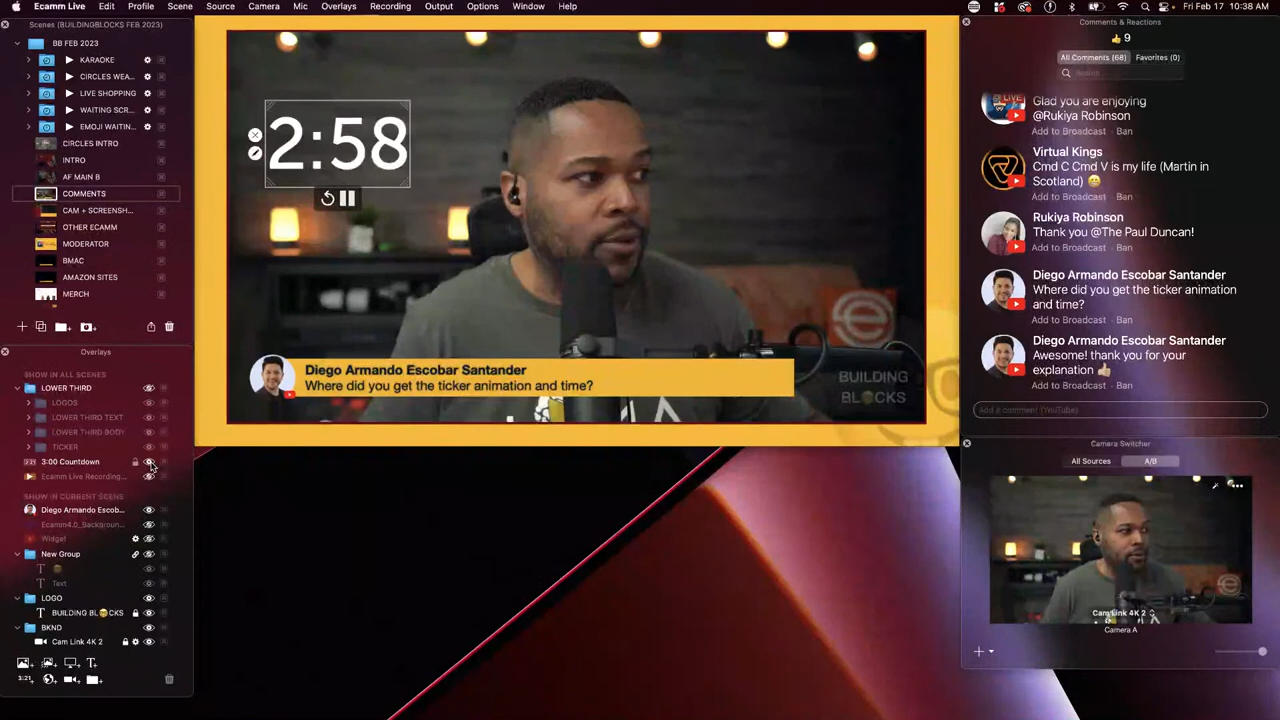 Ecamm Live Edit Profile Scene Source Camera Mic Overlays Recording Output Options Window Help Fri Feb 17 10:38 AM
Scenes (BUILDINGBLOCKS FEB 2023)
BB FEB 2023
KARAOKE
CIRCLES WEA...
LIVE SHOPPING
WAITING SCR...
EMOJI WAITIN...
CIRCLES INTRO
INTRO
AF MAIN B
COMMENTS
CAM + SCREENSH...
OTHER ECAMM
MODERATOR
BMAC
AMAZON SITES
MERCH
Overlays
SHOW IN ALL SCENES
LOWER THIRD
LOGOS
LOWER THIRD TEXT
LOWER THIRD BODY
TICKER
3:00 Countdown
Ecamm Live Recording...
SHOW IN CURRENT SCENE
Diego Armando Escob...
Ecamm4.0_Backgroun...
Widget
New Group
Text
LOGO
BUILDING BL🤓CKS
BKND
Cam Link 4K 2
3:21
2:58
Diego Armando Escobar Santander
Where did you get the ticker animation and time?
BUILDING
BL CKS
Comments & Reactions
👍 9
All Comments (68) Favorites (0)
Search
LIVE
Glad you are enjoying
@Rukiya Robinson
Add to Broadcast · Ban
Virtual Kings
Cmd C Cmd V is my life (Martin in
Scotland) 😄
Add to Broadcast · Ban
Rukiya Robinson
Thank you @The Paul Duncan!
Add to Broadcast · Ban
Diego Armando Escobar Santander
Where did you get the ticker animation
and time?
Add to Broadcast · Ban
Diego Armando Escobar Santander
Awesome! thank you for your
explanation 👍🏼
Add to Broadcast · Ban
Add a comment (YouTube)
Camera Switcher
All Sources A/B
Cam Link 4K 2
Camera A